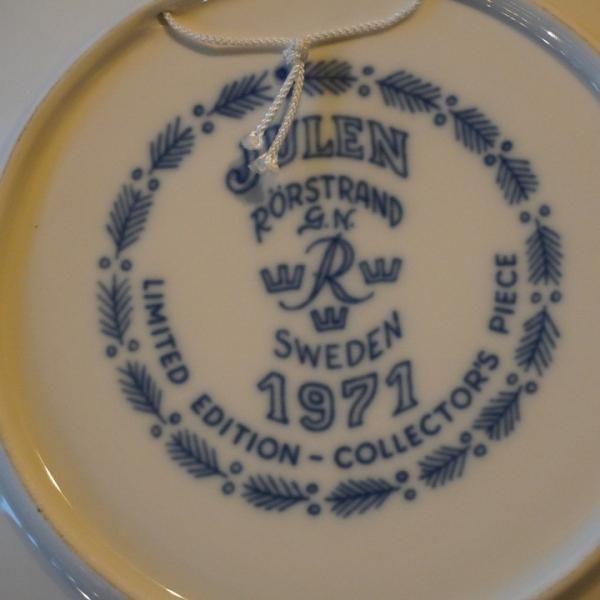 JULEN
RÖRSTRAND
G.N.
R
SWEDEN
1971
LIMITED EDITION - COLLECTOR'S PIECE